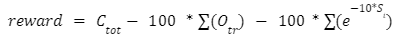 reward = C_tot − 100 * ∑(O_tr) − 100 * ∑(e^(−10*S_i))